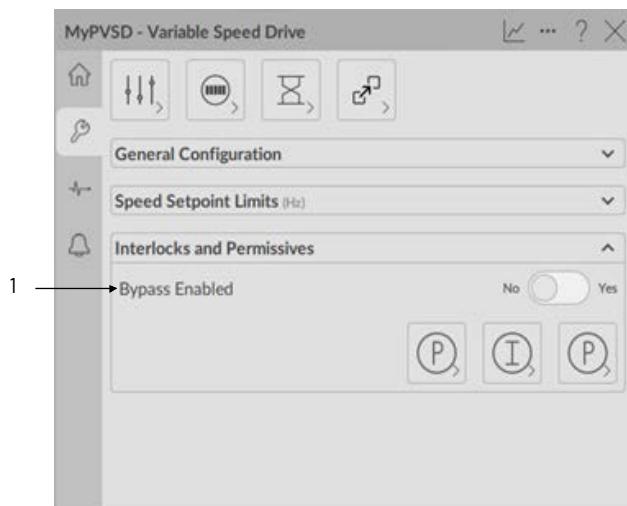 MyPVSD - Variable Speed Drive
?
General Configuration
Speed Setpoint Limits (Hz)
Interlocks and Permissives
1
Bypass Enabled No Yes
P I P